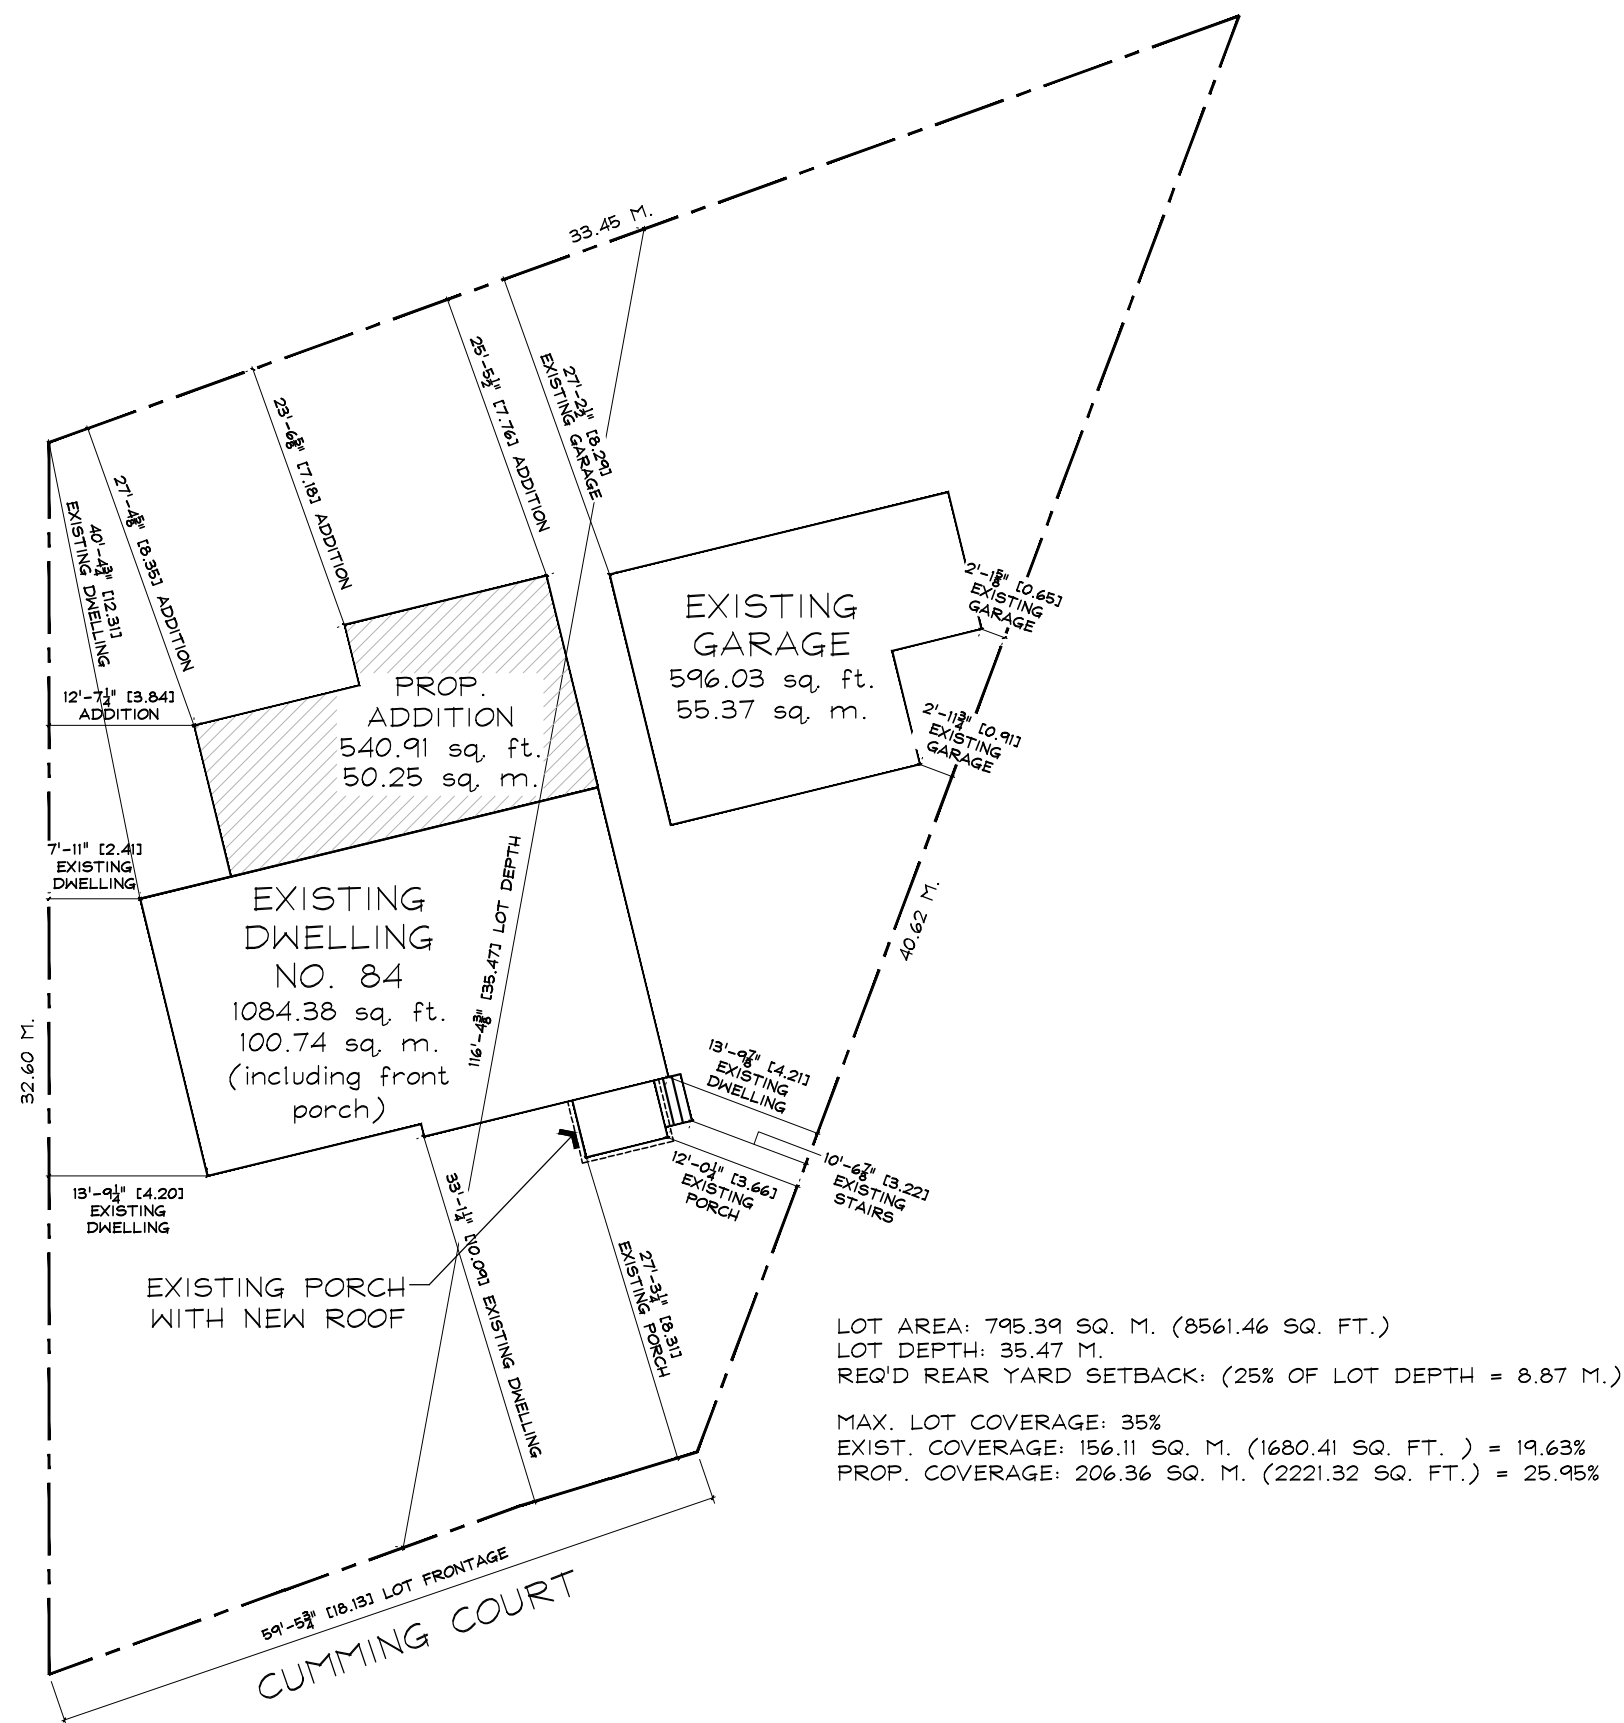 33.45 M.
25'-5½" [7.76] ADDITION
27'-2½" [8.29]
EXISTING GARAGE
23'-6⅝" [7.18] ADDITION
27'-4⅝" [8.35] ADDITION
40'-4¾" [12.31]
EXISTING DWELLING
2'-1⅝" [0.65]
EXISTING
GARAGE
EXISTING
GARAGE
596.03 sq. ft.
55.37 sq. m.
12'-7¼" [3.84]
ADDITION
PROP.
ADDITION
540.91 sq. ft.
50.25 sq. m.
2'-11¾" [0.91]
EXISTING
GARAGE
7'-11" [2.41]
EXISTING
DWELLING
EXISTING
DWELLING
NO. 84
1084.38 sq. ft.
100.74 sq. m.
(including front
porch)
116'-4⅜" [35.47] LOT DEPTH
40.62 M.
32.60 M.
13'-9⅞" [4.21]
EXISTING
DWELLING
12'-0¼" [3.66]
EXISTING
PORCH
10'-6⅞" [3.22]
EXISTING
STAIRS
13'-9¼" [4.20]
EXISTING
DWELLING
33'-1¼" [10.09] EXISTING DWELLING
27'-3¼" [8.31]
EXISTING PORCH
EXISTING PORCH
WITH NEW ROOF
LOT AREA: 795.39 SQ. M. (8561.46 SQ. FT.)
LOT DEPTH: 35.47 M.
REQ'D REAR YARD SETBACK: (25% OF LOT DEPTH = 8.87 M.)
MAX. LOT COVERAGE: 35%
EXIST. COVERAGE: 156.11 SQ. M. (1680.41 SQ. FT. ) = 19.63%
PROP. COVERAGE: 206.36 SQ. M. (2221.32 SQ. FT.) = 25.95%
59'-5¾" [18.13] LOT FRONTAGE
CUMMING COURT